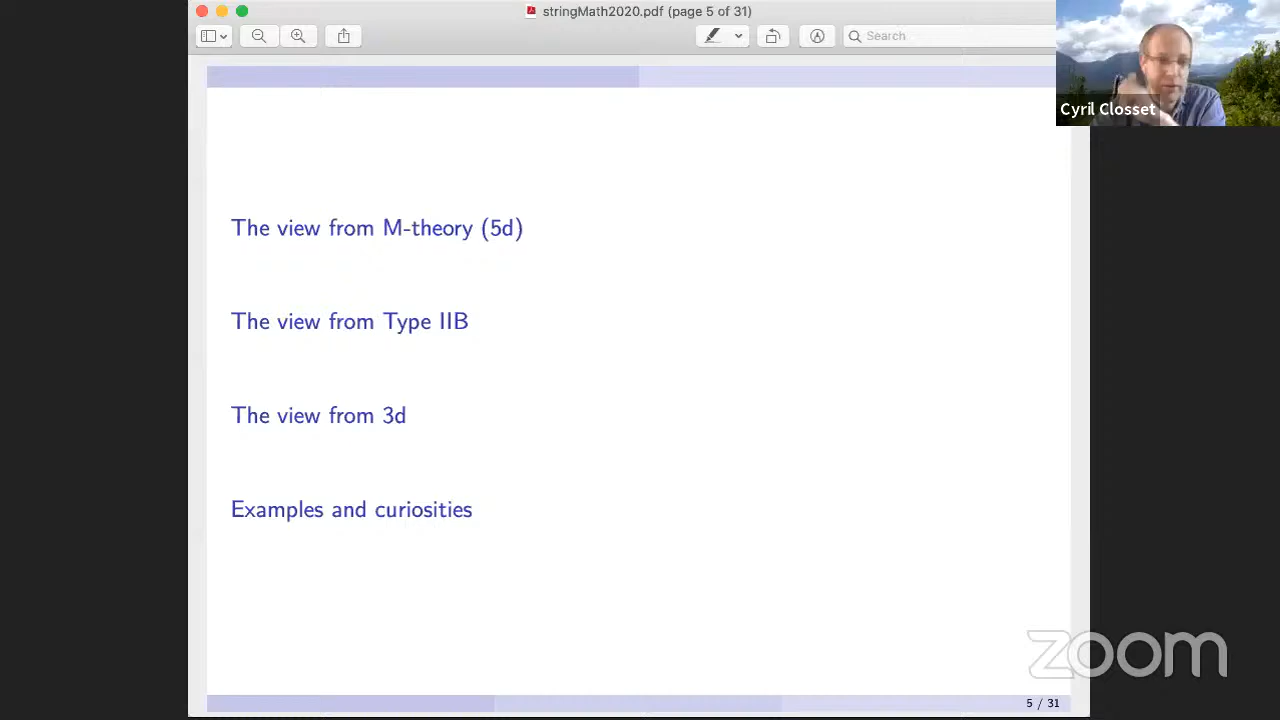 stringMath2020.pdf (page 5 of 31)
Search
Cyril Closset
The view from M-theory (5d)
The view from Type IIB
The view from 3d
Examples and curiosities
zoom
5 / 31